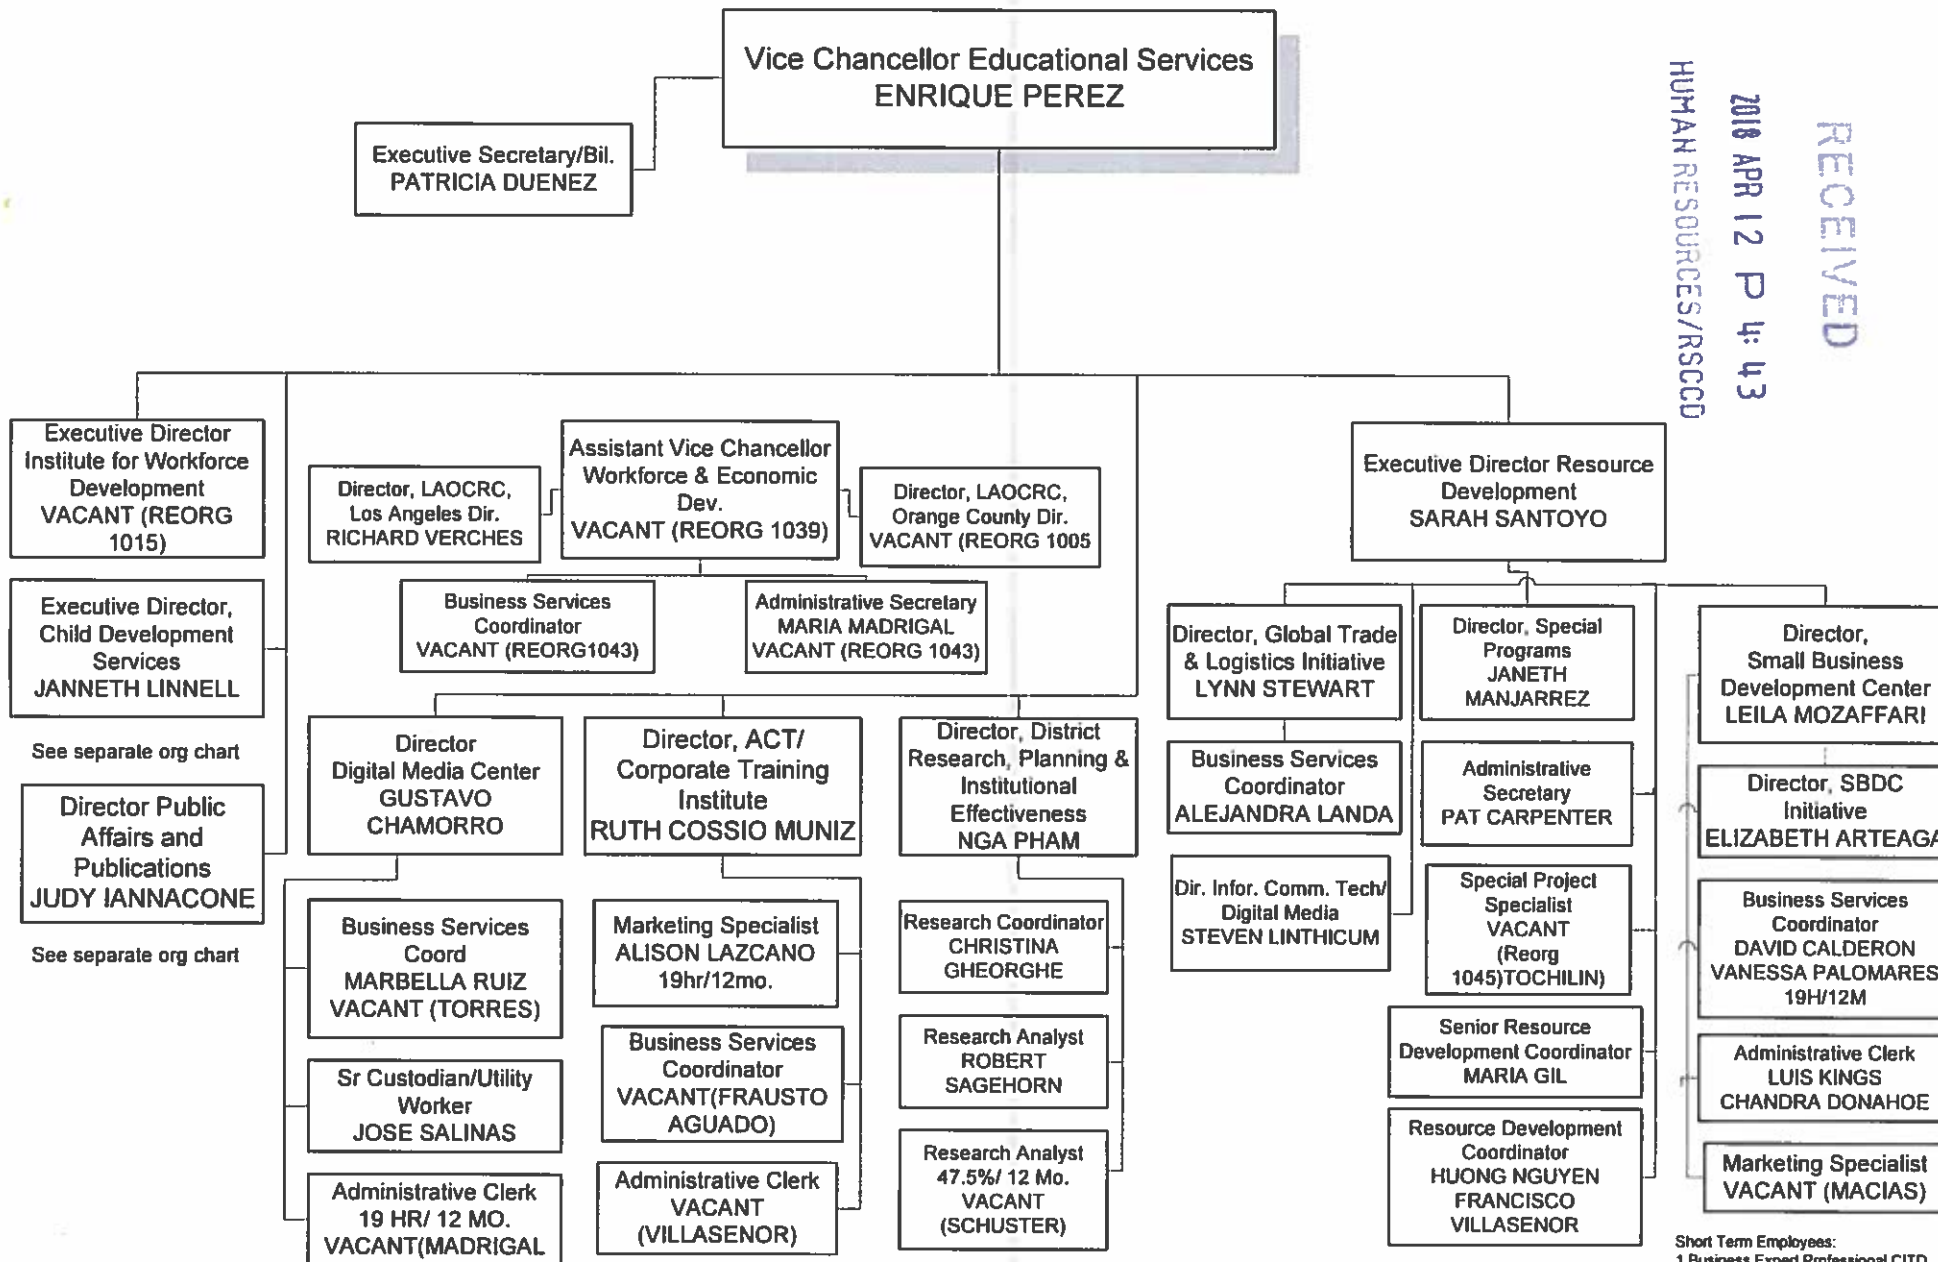 Vice Chancellor Educational Services
ENRIQUE PEREZ
Executive Secretary/Bil.
PATRICIA DUENEZ
RECEIVED
2018 APR 12 P 4:43
HUMAN RESOURCES/RSCCD
Executive Director
Institute for Workforce
Development
VACANT (REORG
1015)
Director, LAOCRC,
Los Angeles Dir.
RICHARD VERCHES
Assistant Vice Chancellor
Workforce & Economic
Dev.
VACANT (REORG 1039)
Director, LAOCRC,
Orange County Dir.
VACANT (REORG 1005
Executive Director Resource
Development
SARAH SANTOYO
Executive Director,
Child Development
Services
JANNETH LINNELL
See separate org chart
Business Services
Coordinator
VACANT (REORG1043)
Administrative Secretary
MARIA MADRIGAL
VACANT (REORG 1043)
Director, Global Trade
& Logistics Initiative
LYNN STEWART
Director, Special
Programs
JANETH
MANJARREZ
Director,
Small Business
Development Center
LEILA MOZAFFARI
Director Public
Affairs and
Publications
JUDY IANNACONE
See separate org chart
Director
Digital Media Center
GUSTAVO
CHAMORRO
Director, ACT/
Corporate Training
Institute
RUTH COSSIO MUNIZ
Director, District
Research, Planning &
Institutional
Effectiveness
NGA PHAM
Business Services
Coordinator
ALEJANDRA LANDA
Administrative
Secretary
PAT CARPENTER
Director, SBDC
Initiative
ELIZABETH ARTEAGA
Dir. Infor. Comm. Tech/
Digital Media
STEVEN LINTHICUM
Special Project
Specialist
VACANT
(Reorg
1045)TOCHILIN)
Business Services
Coordinator
DAVID CALDERON
VANESSA PALOMARES
19H/12M
Business Services
Coord
MARBELLA RUIZ
VACANT (TORRES)
Marketing Specialist
ALISON LAZCANO
19hr/12mo.
Research Coordinator
CHRISTINA
GHEORGHE
Sr Custodian/Utility
Worker
JOSE SALINAS
Business Services
Coordinator
VACANT(FRAUSTO
AGUADO)
Research Analyst
ROBERT
SAGEHORN
Senior Resource
Development Coordinator
MARIA GIL
Administrative Clerk
LUIS KINGS
CHANDRA DONAHOE
Administrative Clerk
19 HR/ 12 MO.
VACANT(MADRIGAL
Administrative Clerk
VACANT
(VILLASENOR)
Research Analyst
47.5%/ 12 Mo.
VACANT
(SCHUSTER)
Resource Development
Coordinator
HUONG NGUYEN
FRANCISCO
VILLASENOR
Marketing Specialist
VACANT (MACIAS)
Short Term Employees:
1 Business Exped Professional CITD